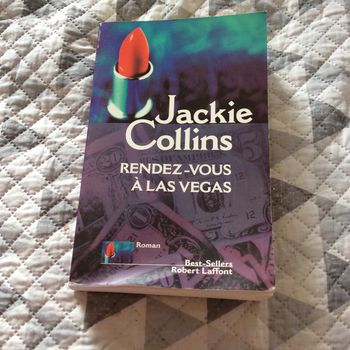 Jackie
Collins
RENDEZ-VOUS
À LAS VEGAS
Roman
Best-Sellers
Robert Laffont